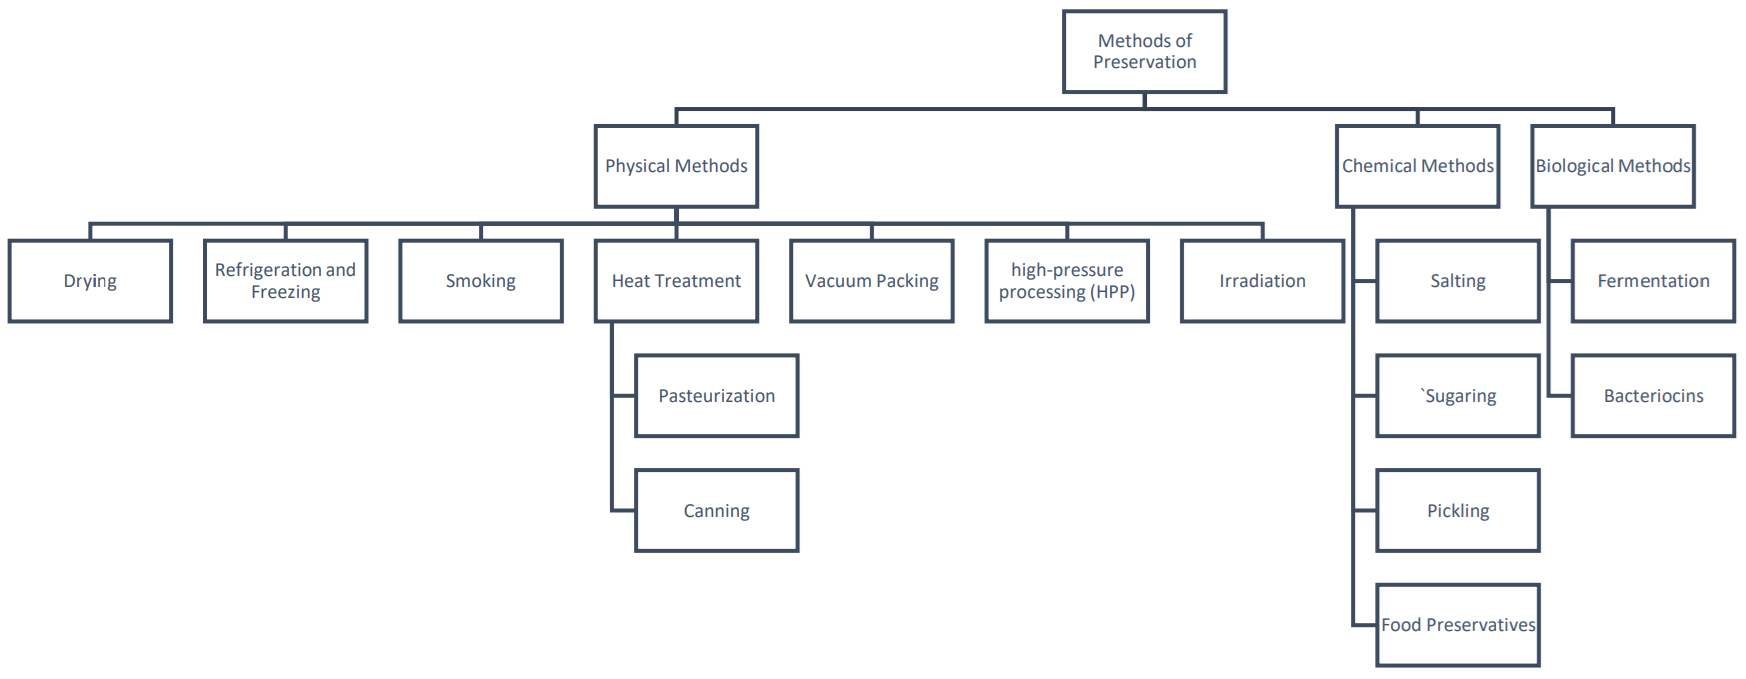 Methods of
Preservation
Physical Methods
Chemical Methods
Biological Methods
Drying
Refrigeration and
Freezing
Smoking
Heat Treatment
Vacuum Packing
high-pressure
processing (HPP)
Irradiation
Salting
Fermentation
Pasteurization
`Sugaring
Bacteriocins
Canning
Pickling
Food Preservatives